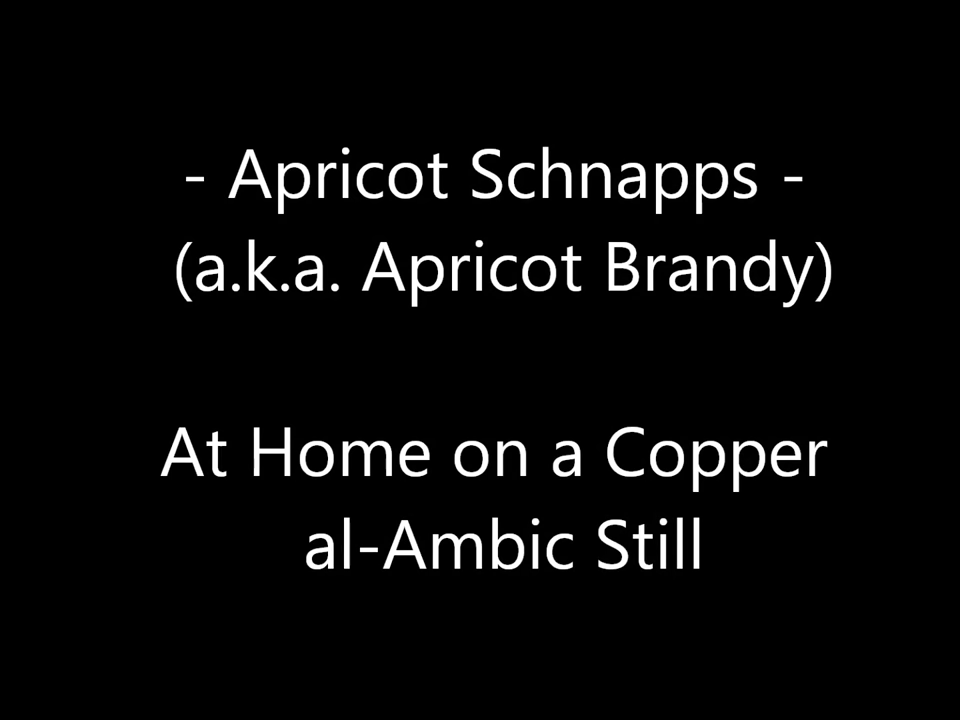 - Apricot Schnapps -
(a.k.a. Apricot Brandy)
At Home on a Copper
al-Ambic Still